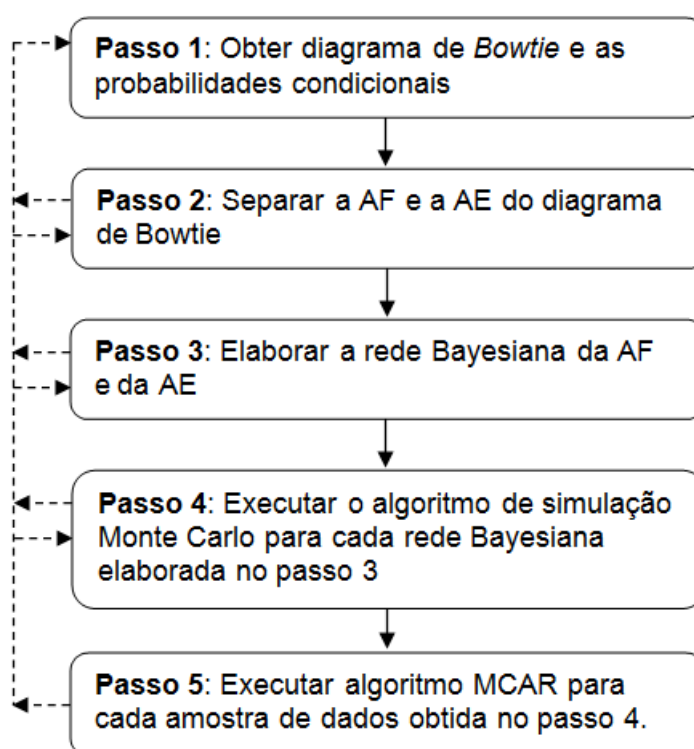 Passo 1: Obter diagrama de Bowtie e as
probabilidades condicionais
Passo 2: Separar a AF e a AE do diagrama
de Bowtie
Passo 3: Elaborar a rede Bayesiana da AF
e da AE
Passo 4: Executar o algoritmo de simulação
Monte Carlo para cada rede Bayesiana
elaborada no passo 3
Passo 5: Executar algoritmo MCAR para
cada amostra de dados obtida no passo 4.